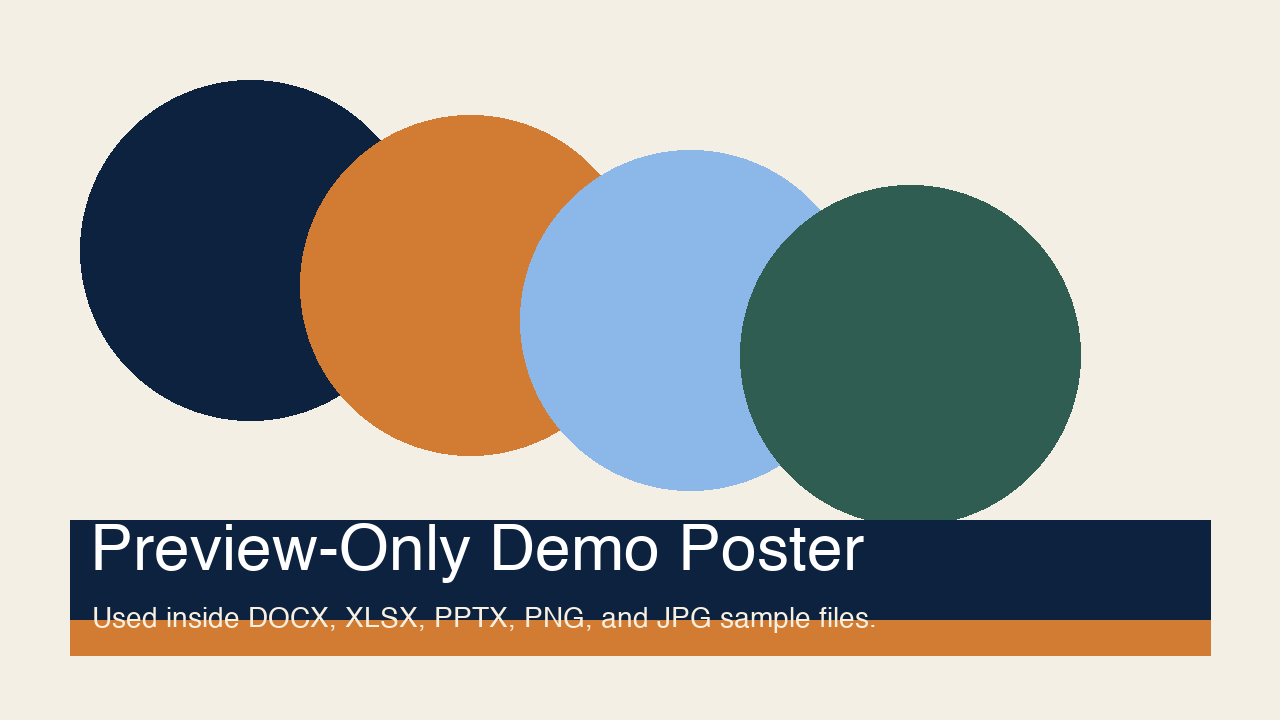 Preview-Only Demo Poster
Used inside DOCX, XLSX, PPTX, PNG, and JPG sample files.